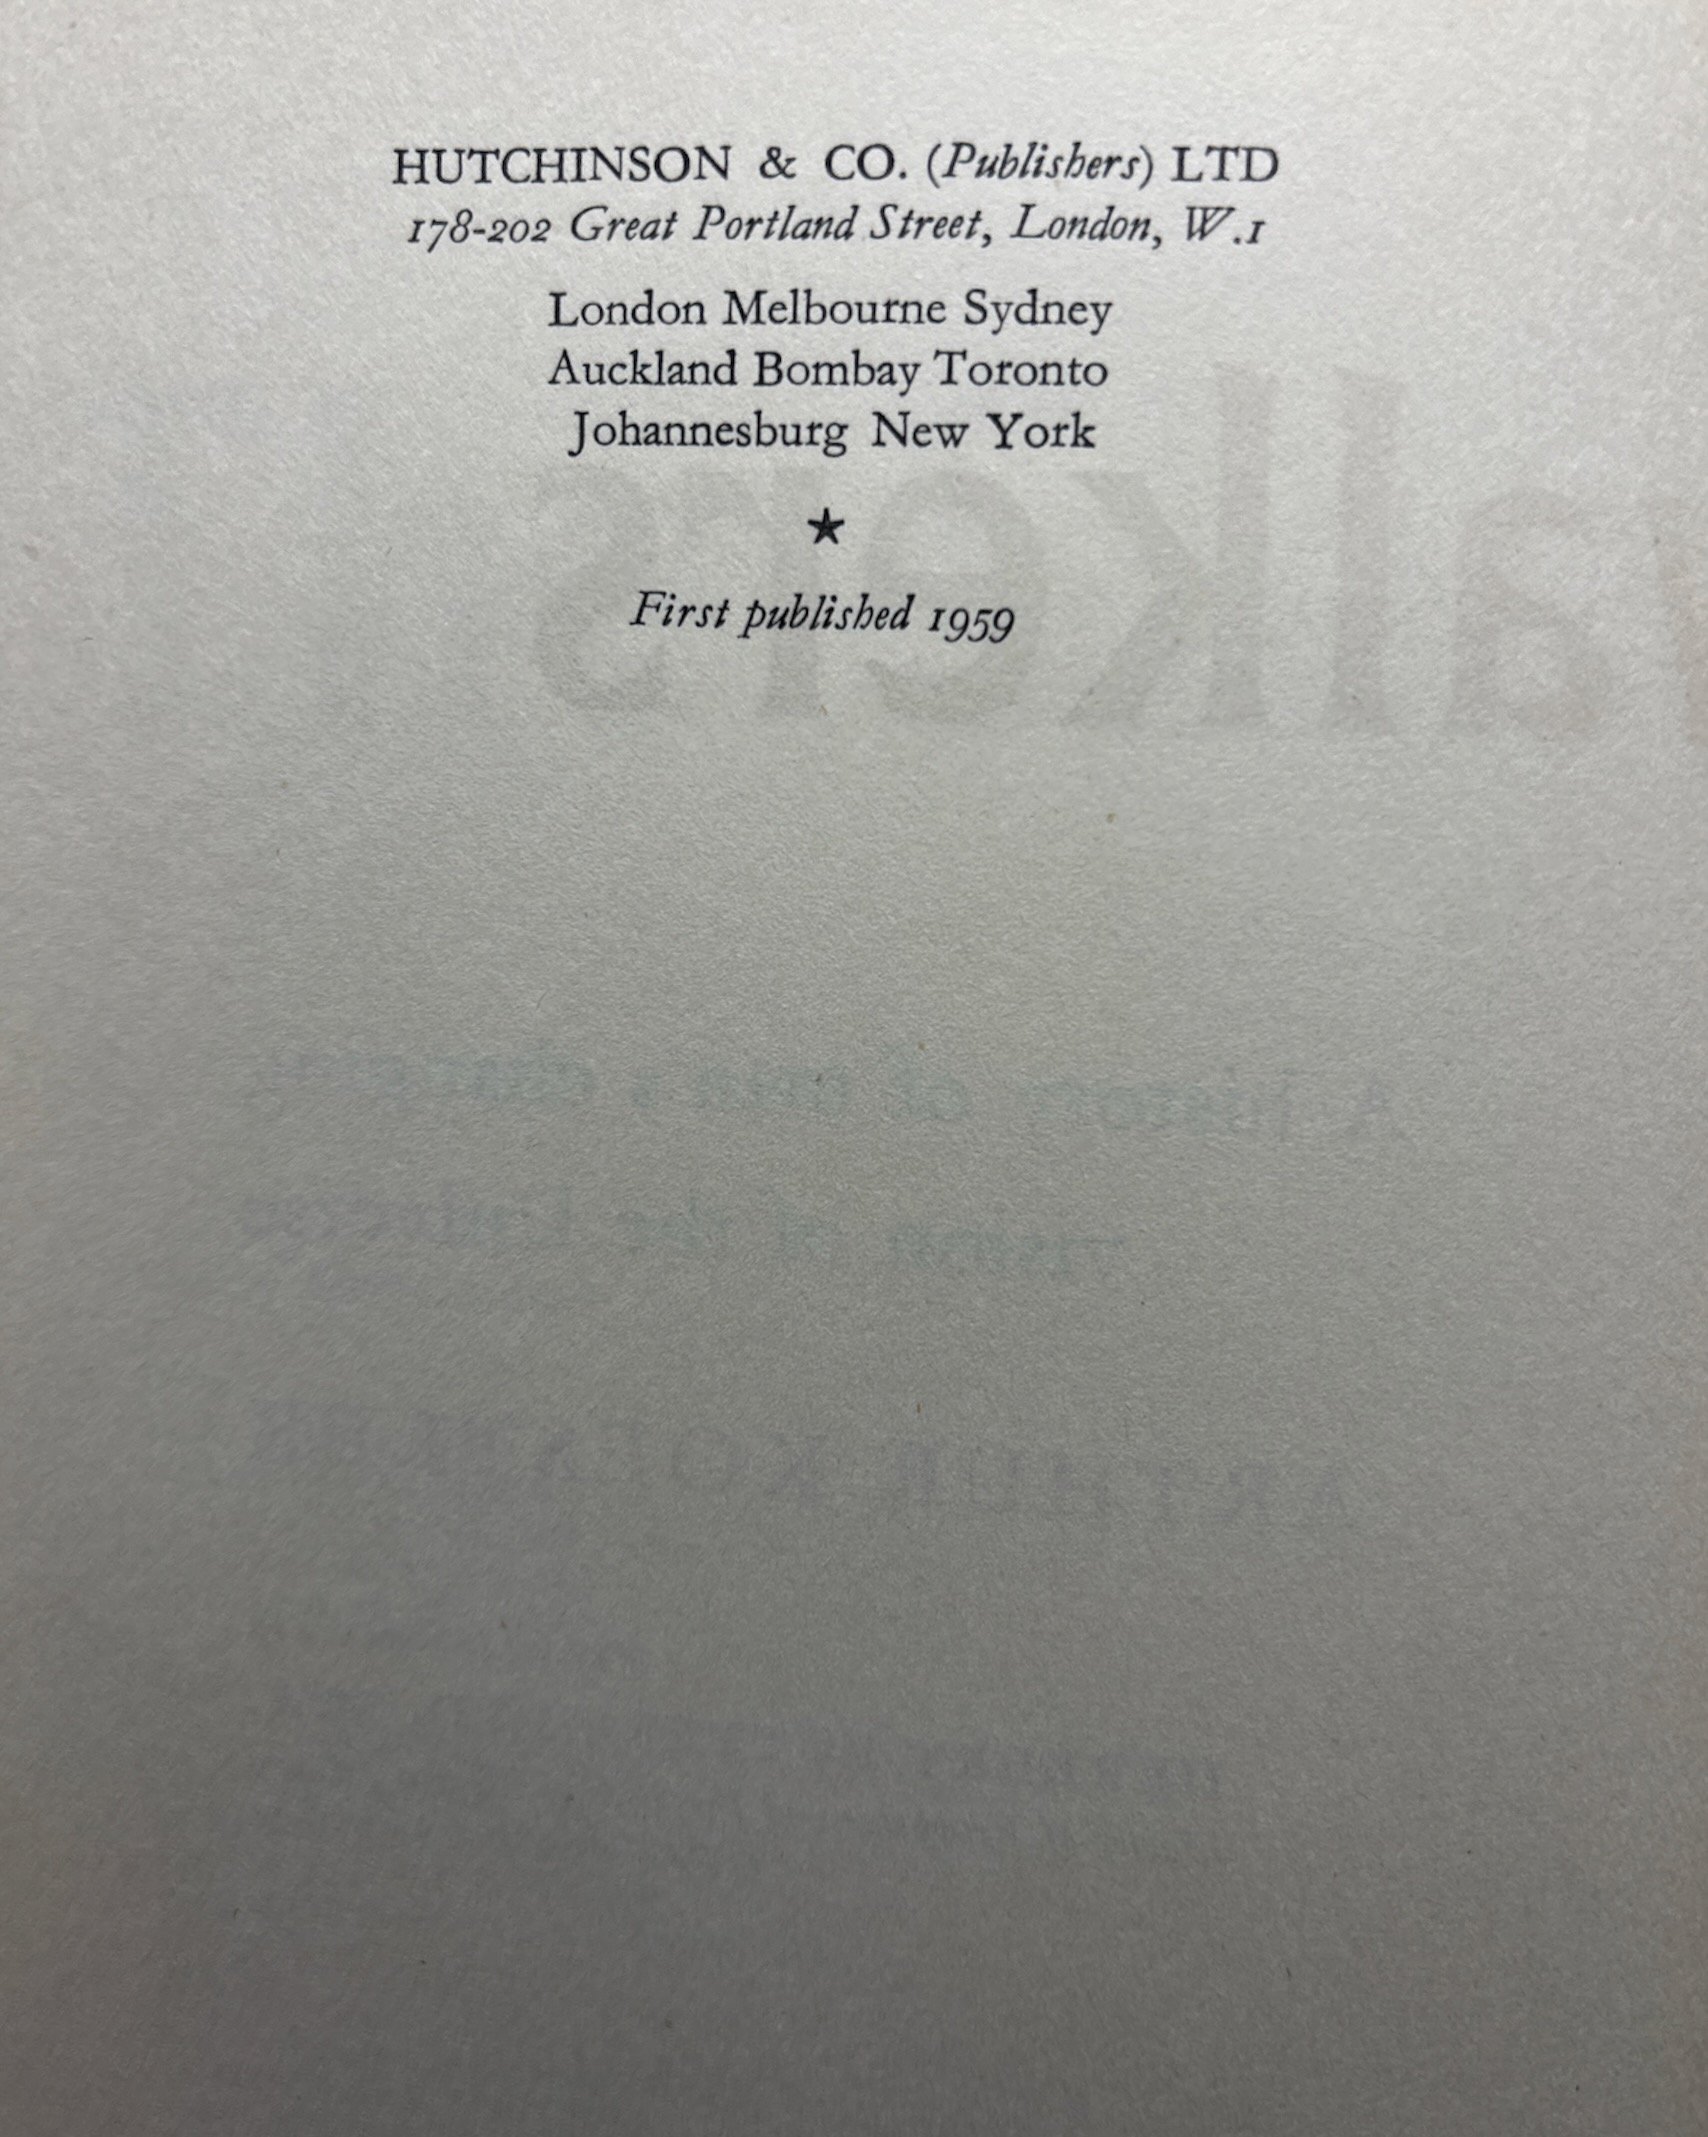 HUTCHINSON & CO. (Publishers) LTD
178-202 Great Portland Street, London, W.1
London Melbourne Sydney
Auckland Bombay Toronto
Johannesburg New York
★
First published 1959